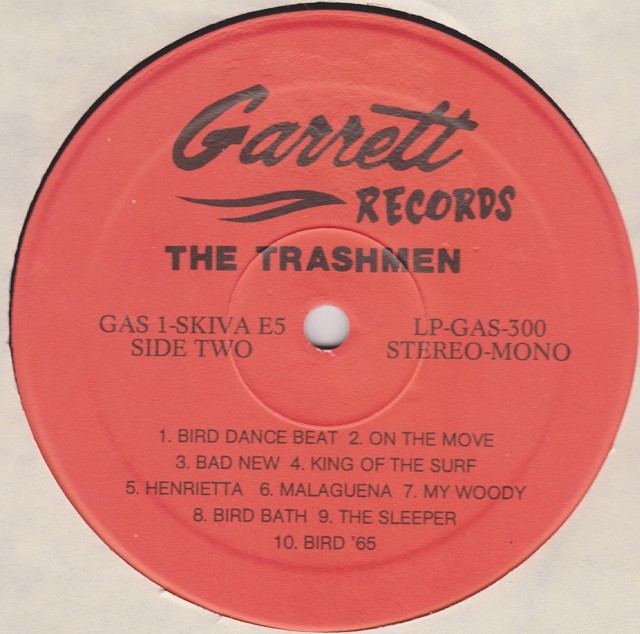 Garrett
RECORDS
THE TRASHMEN
GAS 1-SKIVA E5 LP-GAS-300
SIDE TWO STEREO-MONO
1. BIRD DANCE BEAT 2. ON THE MOVE
3. BAD NEW 4. KING OF THE SURF
5. HENRIETTA 6. MALAGUENA 7. MY WOODY
8. BIRD BATH 9. THE SLEEPER
10. BIRD '65